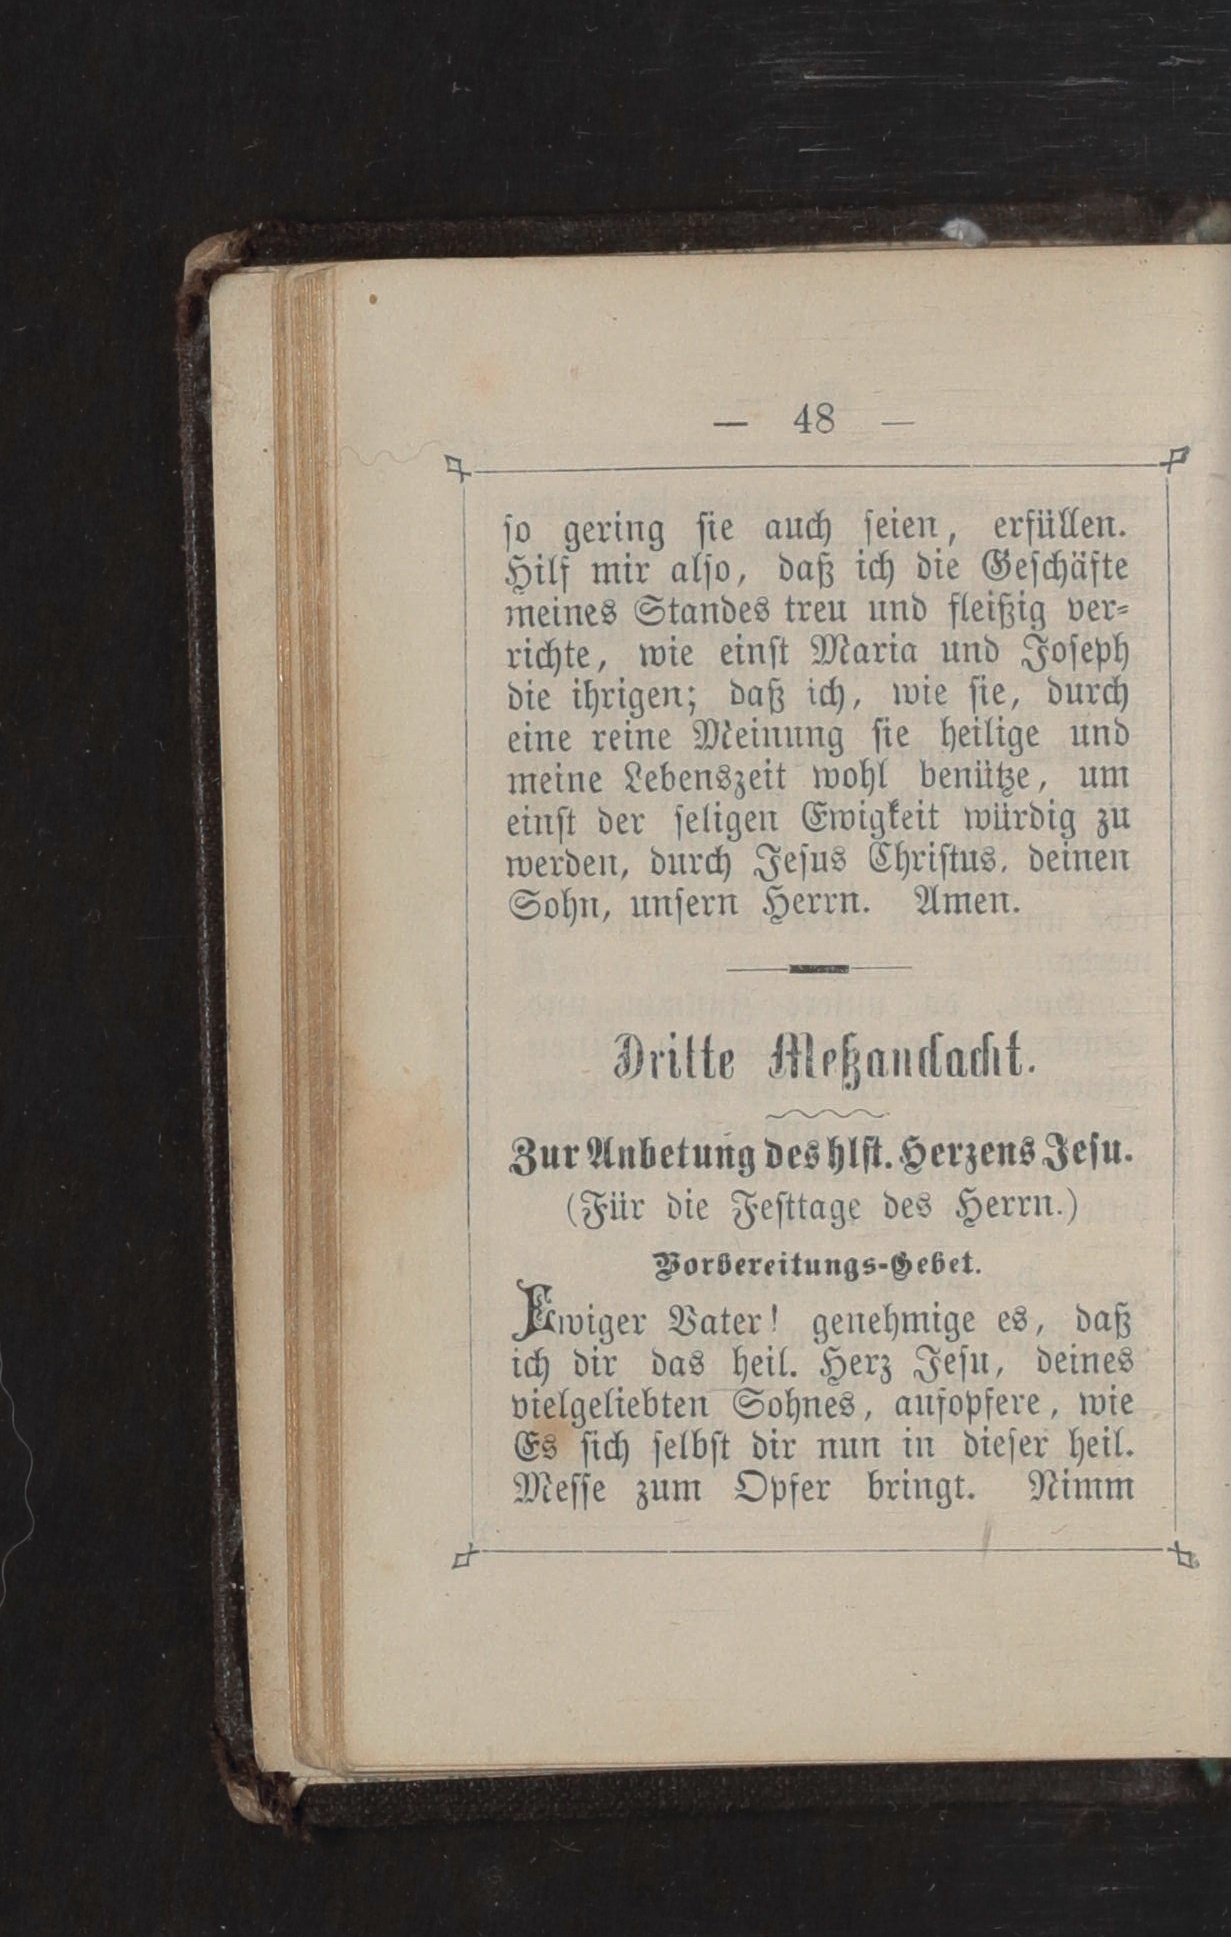 — 48 —
so gering sie auch seien, erfüllen.
Hilf mir also, daß ich die Geschäfte
meines Standes treu und fleißig ver-
richte, wie einst Maria und Joseph
die ihrigen; daß ich, wie sie, durch
eine reine Meinung sie heilige und
meine Lebenszeit wohl benütze, um
einst der seligen Ewigkeit würdig zu
werden, durch Jesus Christus, deinen
Sohn, unsern Herrn. Amen.
Dritte Meßandacht.
Zur Anbetung des hlst. Herzens Jesu.
(Für die Festtage des Herrn.)
Vorbereitungs-Gebet.
Ewiger Vater! genehmige es, daß
ich dir das heil. Herz Jesu, deines
vielgeliebten Sohnes, aufopfere, wie
Es sich selbst dir nun in dieser heil.
Messe zum Opfer bringt. Nimm